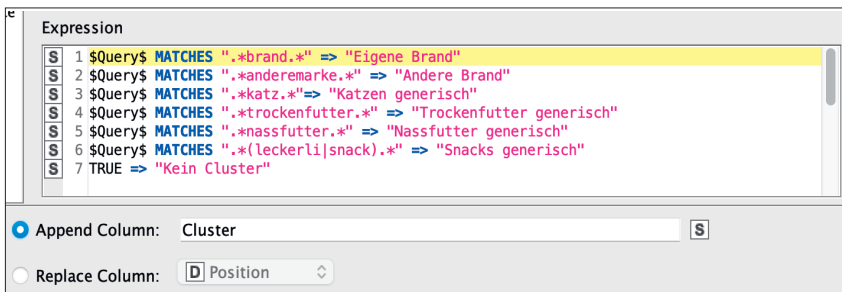 Expression
S 1 $Query$ MATCHES ".*brand.*" => "Eigene Brand"
S 2 $Query$ MATCHES ".*anderemarke.*" => "Andere Brand"
S 3 $Query$ MATCHES ".*katz.*"=> "Katzen generisch"
S 4 $Query$ MATCHES ".*trockenfutter.*" => "Trockenfutter generisch"
S 5 $Query$ MATCHES ".*nassfutter.*" => "Nassfutter generisch"
S 6 $Query$ MATCHES ".*(leckerli|snack).*" => "Snacks generisch"
S 7 TRUE => "Kein Cluster"
Append Column: Cluster S
Replace Column: D Position